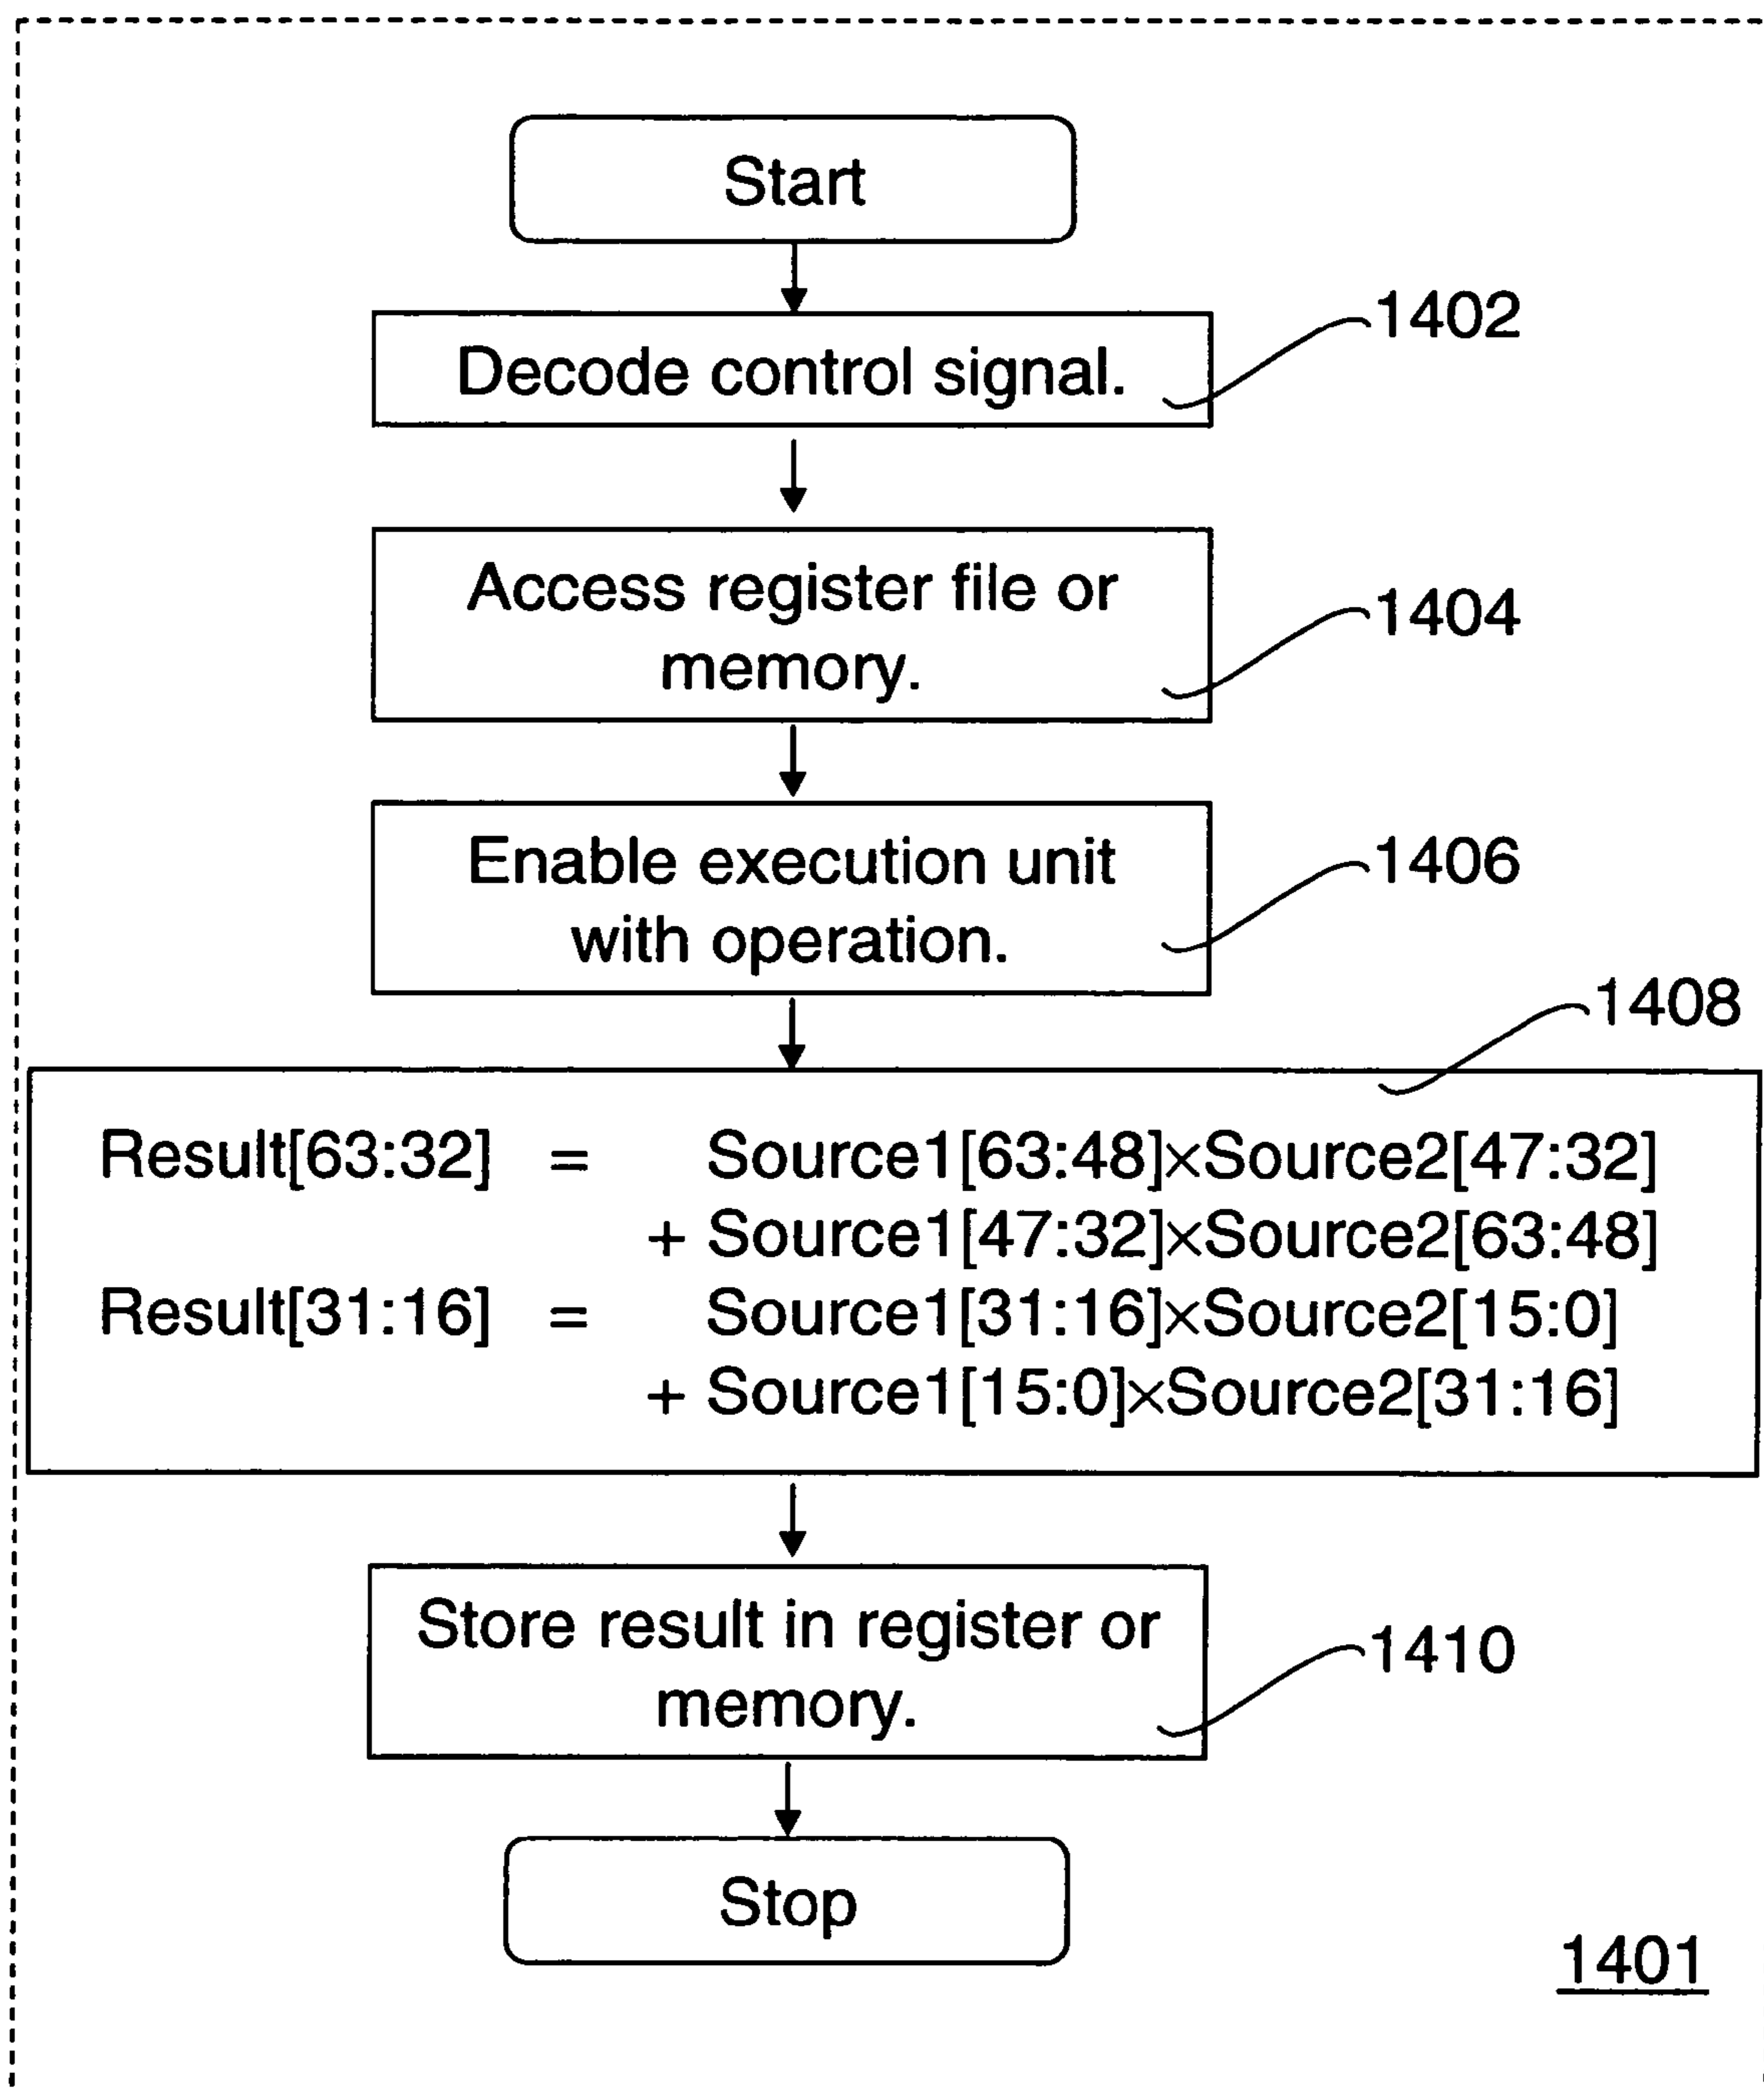 Start
Decode control signal.
1402
Access register file or
memory.
1404
Enable execution unit
with operation.
1406
1408
Result[63:32] = Source1[63:48]×Source2[47:32]
+ Source1[47:32]×Source2[63:48]
Result[31:16] = Source1[31:16]×Source2[15:0]
+ Source1[15:0]×Source2[31:16]
Store result in register or
memory.
1410
Stop
1401